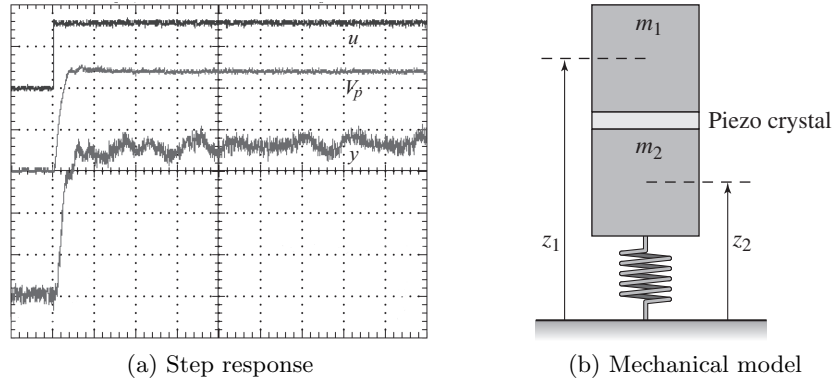 u
V_p
y
(a) Step response
m_1
Piezo crystal
m_2
z_1
z_2
(b) Mechanical model